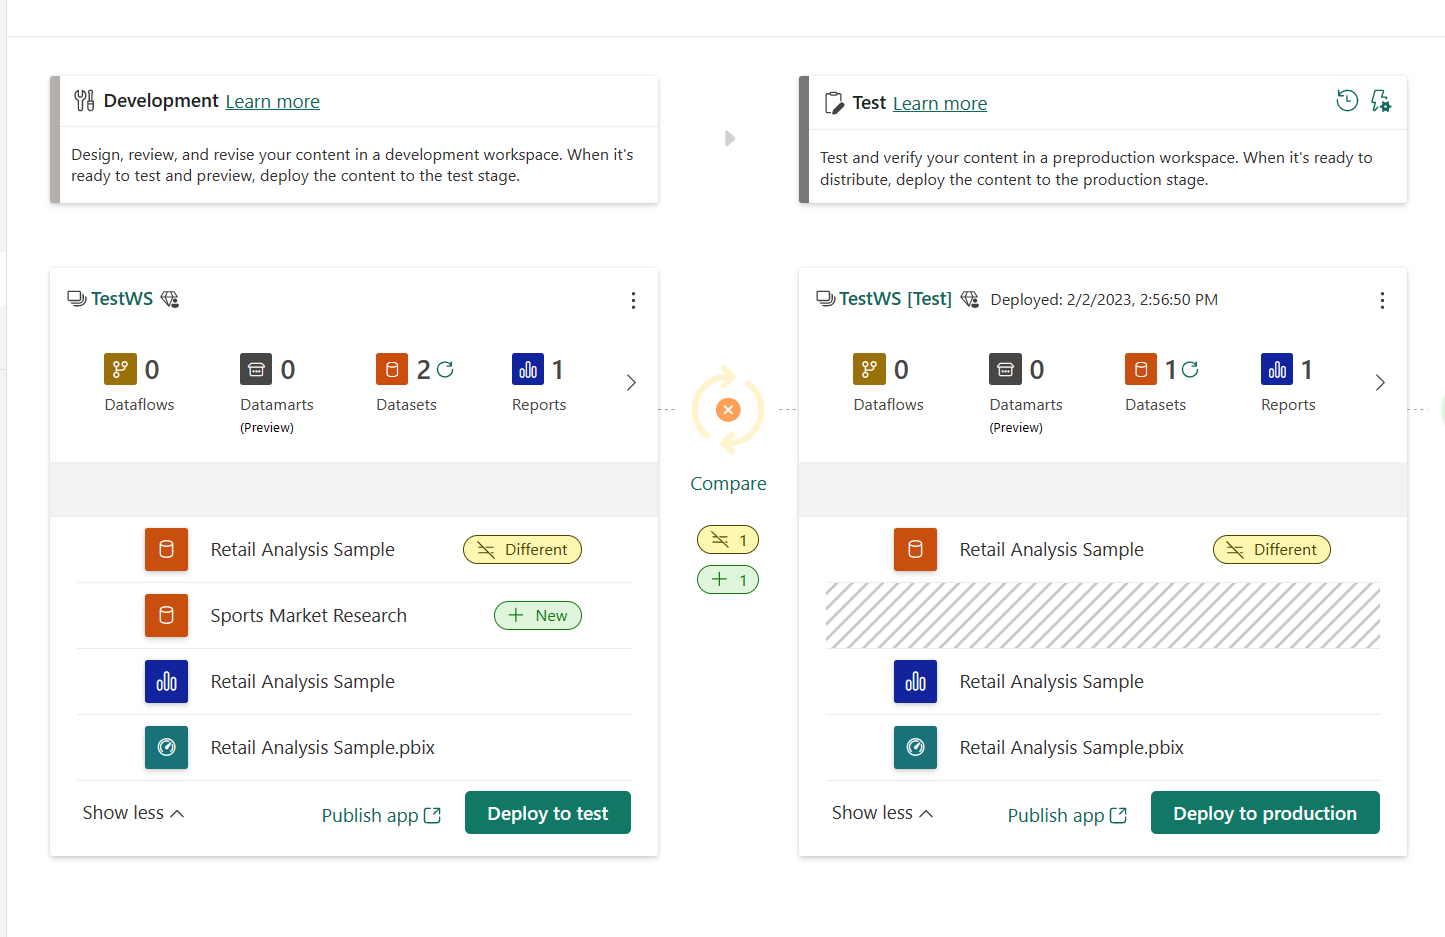 Development Learn more
Design, review, and revise your content in a development workspace. When it's
ready to test and preview, deploy the content to the test stage.
Test Learn more
Test and verify your content in a preproduction workspace. When it's ready to
distribute, deploy the content to the production stage.
TestWS
0 0 2 1
Dataflows Datamarts Datasets Reports
(Preview)
Retail Analysis Sample Different
Sports Market Research New
Retail Analysis Sample
Retail Analysis Sample.pbix
Show less Publish app Deploy to test
Compare
1
1
TestWS [Test] Deployed: 2/2/2023, 2:56:50 PM
0 0 1 1
Dataflows Datamarts Datasets Reports
(Preview)
Retail Analysis Sample Different
Retail Analysis Sample
Retail Analysis Sample.pbix
Show less Publish app Deploy to production